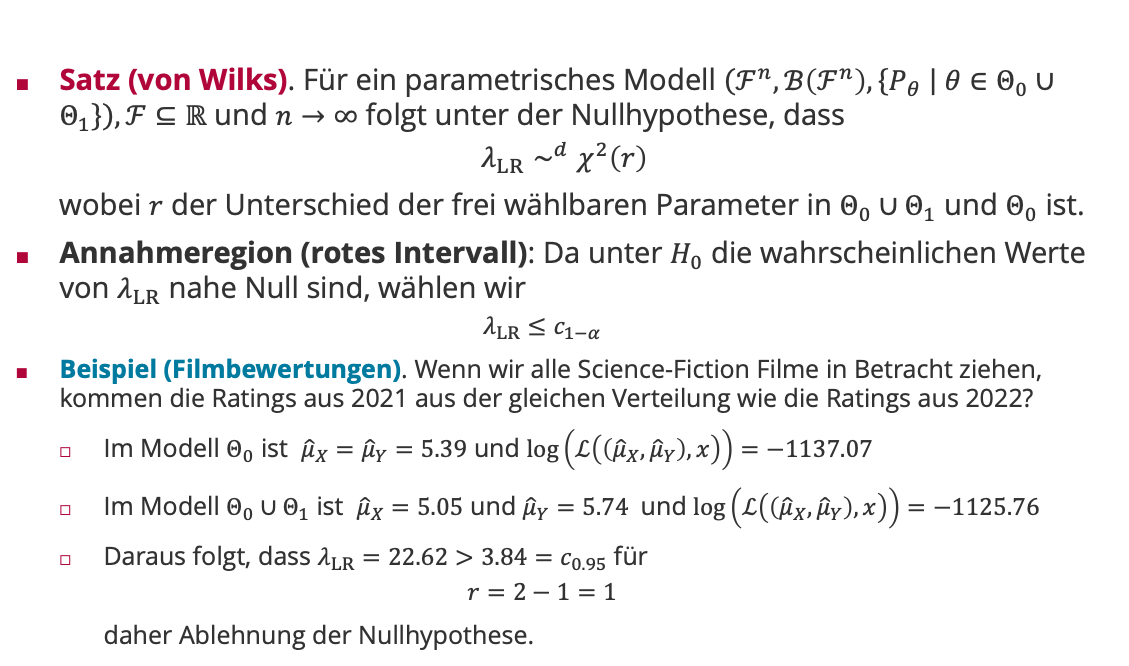 ▪ Satz (von Wilks). Für ein parametrisches Modell (ℱⁿ, ℬ(ℱⁿ), {P_θ | θ ∈ Θ₀ ∪
Θ₁}), ℱ ⊆ ℝ und n → ∞ folgt unter der Nullhypothese, dass
λ_LR ~ᵈ χ²(r)
wobei r der Unterschied der frei wählbaren Parameter in Θ₀ ∪ Θ₁ und Θ₀ ist.
▪ Annahmeregion (rotes Intervall): Da unter H₀ die wahrscheinlichen Werte
von λ_LR nahe Null sind, wählen wir
λ_LR ≤ c_{1−α}
▪ Beispiel (Filmbewertungen). Wenn wir alle Science-Fiction Filme in Betracht ziehen,
kommen die Ratings aus 2021 aus der gleichen Verteilung wie die Ratings aus 2022?
□ Im Modell Θ₀ ist μ̂_X = μ̂_Y = 5.39 und log(ℒ((μ̂_X, μ̂_Y), x)) = −1137.07
□ Im Modell Θ₀ ∪ Θ₁ ist μ̂_X = 5.05 und μ̂_Y = 5.74 und log(ℒ((μ̂_X, μ̂_Y), x)) = −1125.76
□ Daraus folgt, dass λ_LR = 22.62 > 3.84 = c_{0.95} für
r = 2 − 1 = 1
daher Ablehnung der Nullhypothese.